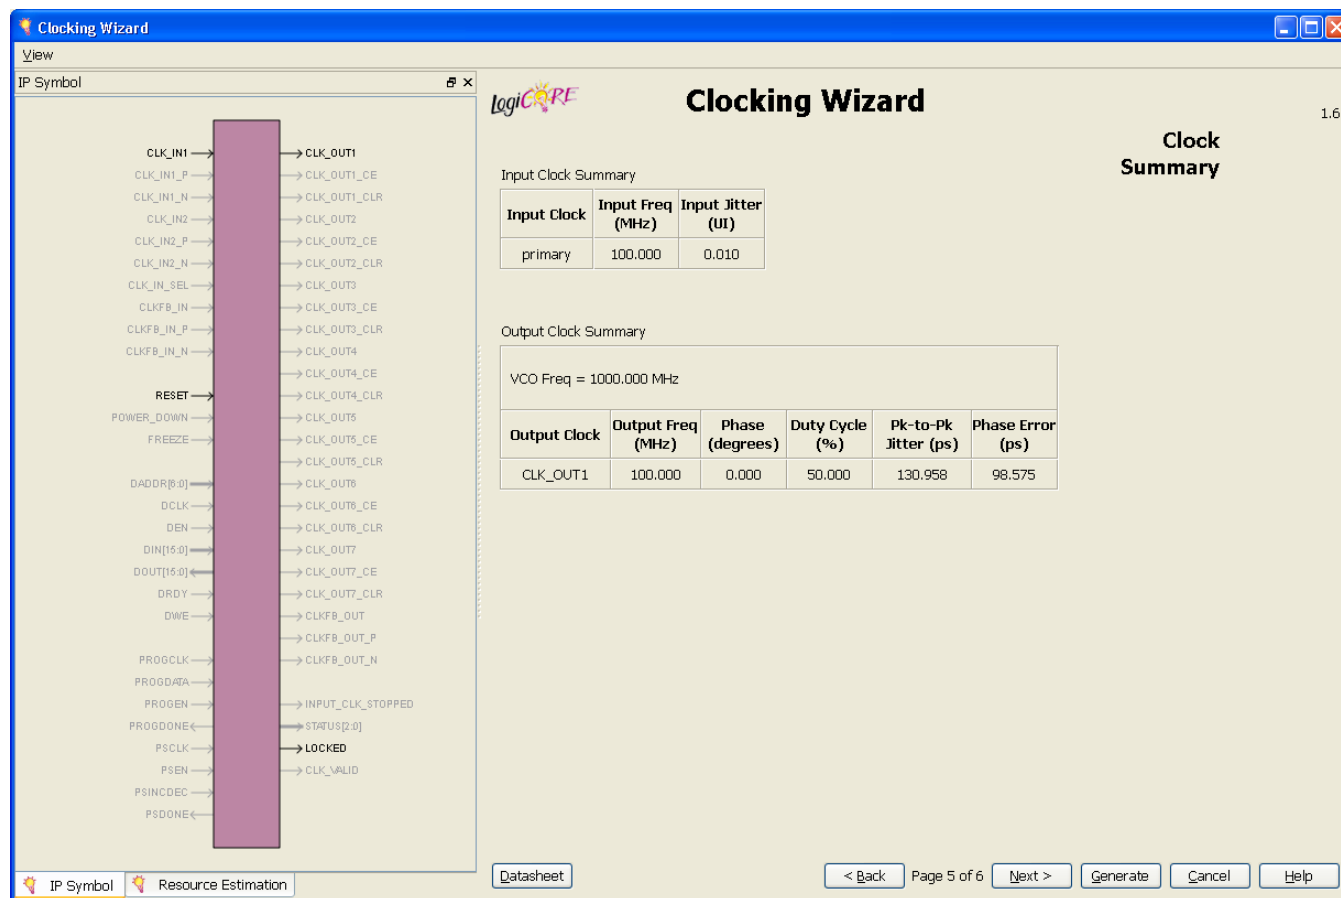 Clocking Wizard
View
IP Symbol
CLK_IN1
CLK_IN1_P
CLK_IN1_N
CLK_IN2
CLK_IN2_P
CLK_IN2_N
CLK_IN_SEL
CLKFB_IN
CLKFB_IN_P
CLKFB_IN_N
RESET
POWER_DOWN
FREEZE
DADDR[6:0]
DCLK
DEN
DIN[15:0]
DOUT[15:0]
DRDY
DWE
PROGCLK
PROGDATA
PROGEN
PROGDONE
PSCLK
PSEN
PSINCDEC
PSDONE
CLK_OUT1
CLK_OUT1_CE
CLK_OUT1_CLR
CLK_OUT2
CLK_OUT2_CE
CLK_OUT2_CLR
CLK_OUT3
CLK_OUT3_CE
CLK_OUT3_CLR
CLK_OUT4
CLK_OUT4_CE
CLK_OUT4_CLR
CLK_OUT5
CLK_OUT5_CE
CLK_OUT5_CLR
CLK_OUT6
CLK_OUT6_CE
CLK_OUT6_CLR
CLK_OUT7
CLK_OUT7_CE
CLK_OUT7_CLR
CLKFB_OUT
CLKFB_OUT_P
CLKFB_OUT_N
INPUT_CLK_STOPPED
STATUS[2:0]
LOCKED
CLK_VALID
IP Symbol
Resource Estimation
LogiCORE
Clocking Wizard
1.6
Clock
Summary
Input Clock Summary
Input Clock Input Freq (MHz) Input Jitter (UI)
primary 100.000 0.010
Output Clock Summary
VCO Freq = 1000.000 MHz
Output Clock Output Freq (MHz) Phase (degrees) Duty Cycle (%) Pk-to-Pk Jitter (ps) Phase Error (ps)
CLK_OUT1 100.000 0.000 50.000 130.958 98.575
Datasheet < Back Page 5 of 6 Next > Generate Cancel Help